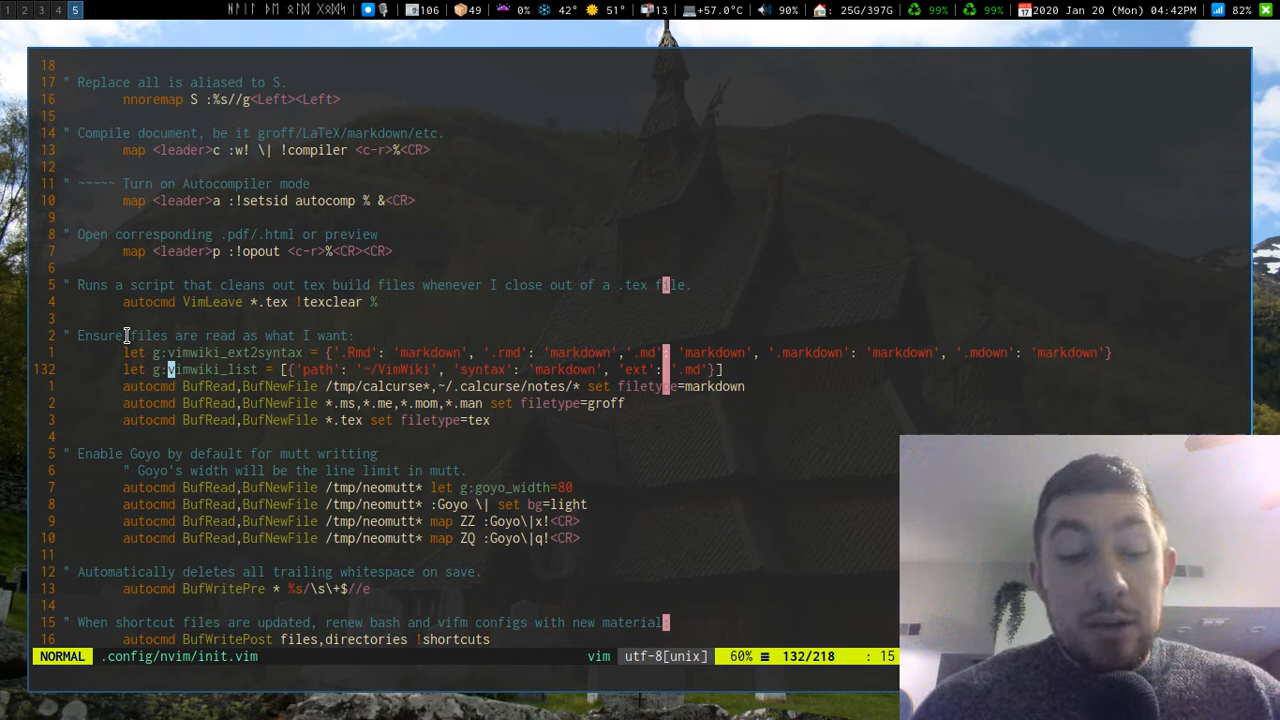 1 2 3 4 5 106 49 0% 42° 51° 13 +57.0°C 90% : 25G/397G 99% 99% 2020 Jan 20 (Mon) 04:42PM 82%
18
17 " Replace all is aliased to S.
16 nnoremap S :%s//g<Left><Left>
15
14 " Compile document, be it groff/LaTeX/markdown/etc.
13 map <leader>c :w! \| !compiler <c-r>%<CR>
12
11 " ~~~~~ Turn on Autocompiler mode
10 map <leader>a :!setsid autocomp % &<CR>
9
8 " Open corresponding .pdf/.html or preview
7 map <leader>p :!opout <c-r>%<CR><CR>
6
5 " Runs a script that cleans out tex build files whenever I close out of a .tex file.
4 autocmd VimLeave *.tex !texclear %
3
2 " Ensure files are read as what I want:
1 let g:vimwiki_ext2syntax = {'.Rmd': 'markdown', '.rmd': 'markdown','.md': 'markdown', '.markdown': 'markdown', '.mdown': 'markdown'}
132 let g:vimwiki_list = [{'path': '~/VimWiki', 'syntax': 'markdown', 'ext': '.md'}]
1 autocmd BufRead,BufNewFile /tmp/calcurse*,~/.calcurse/notes/* set filetype=markdown
2 autocmd BufRead,BufNewFile *.ms,*.me,*.mom,*.man set filetype=groff
3 autocmd BufRead,BufNewFile *.tex set filetype=tex
4
5 " Enable Goyo by default for mutt writting
6 " Goyo's width will be the line limit in mutt.
7 autocmd BufRead,BufNewFile /tmp/neomutt* let g:goyo_width=80
8 autocmd BufRead,BufNewFile /tmp/neomutt* :Goyo \| set bg=light
9 autocmd BufRead,BufNewFile /tmp/neomutt* map ZZ :Goyo\|x!<CR>
10 autocmd BufRead,BufNewFile /tmp/neomutt* map ZQ :Goyo\|q!<CR>
11
12 " Automatically deletes all trailing whitespace on save.
13 autocmd BufWritePre * %s/\s\+$//e
14
15 " When shortcut files are updated, renew bash and vifm configs with new material:
16 autocmd BufWritePost files,directories !shortcuts
NORMAL .config/nvim/init.vim vim utf-8[unix] 60% ≡ 132/218 : 15